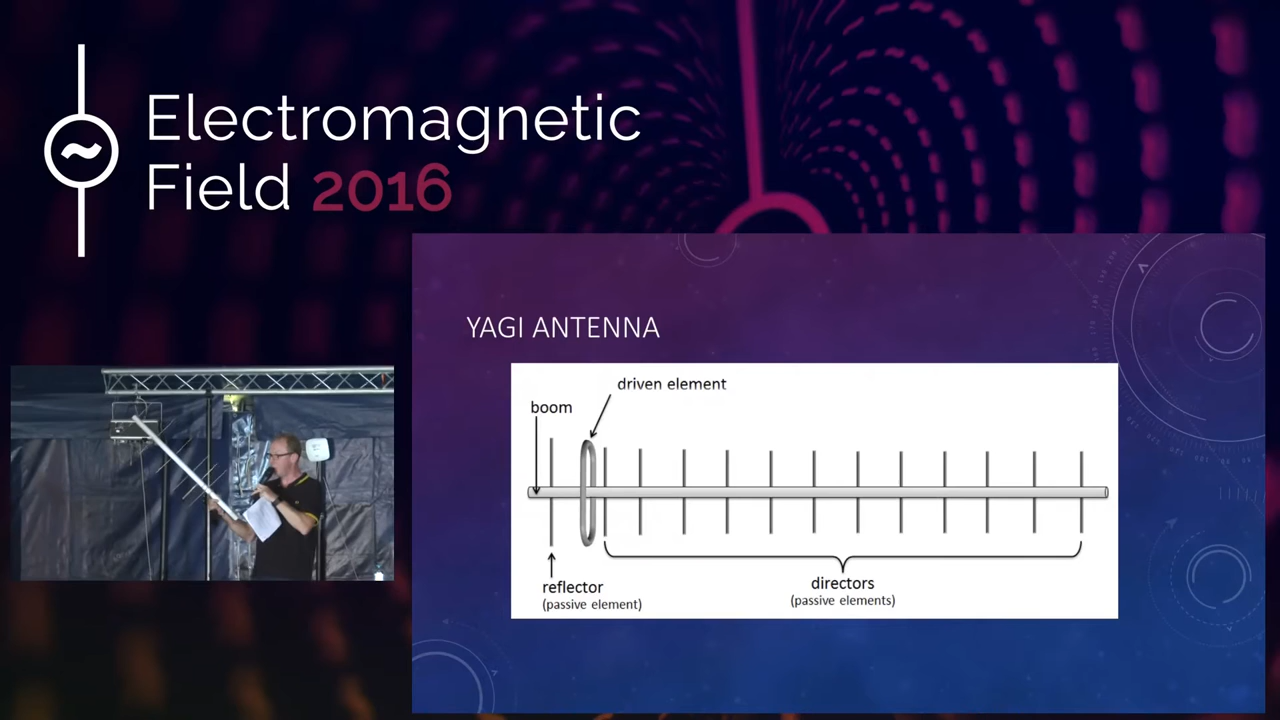 Electromagnetic
Field 2016
YAGI ANTENNA
driven element
boom
reflector
(passive element)
directors
(passive elements)